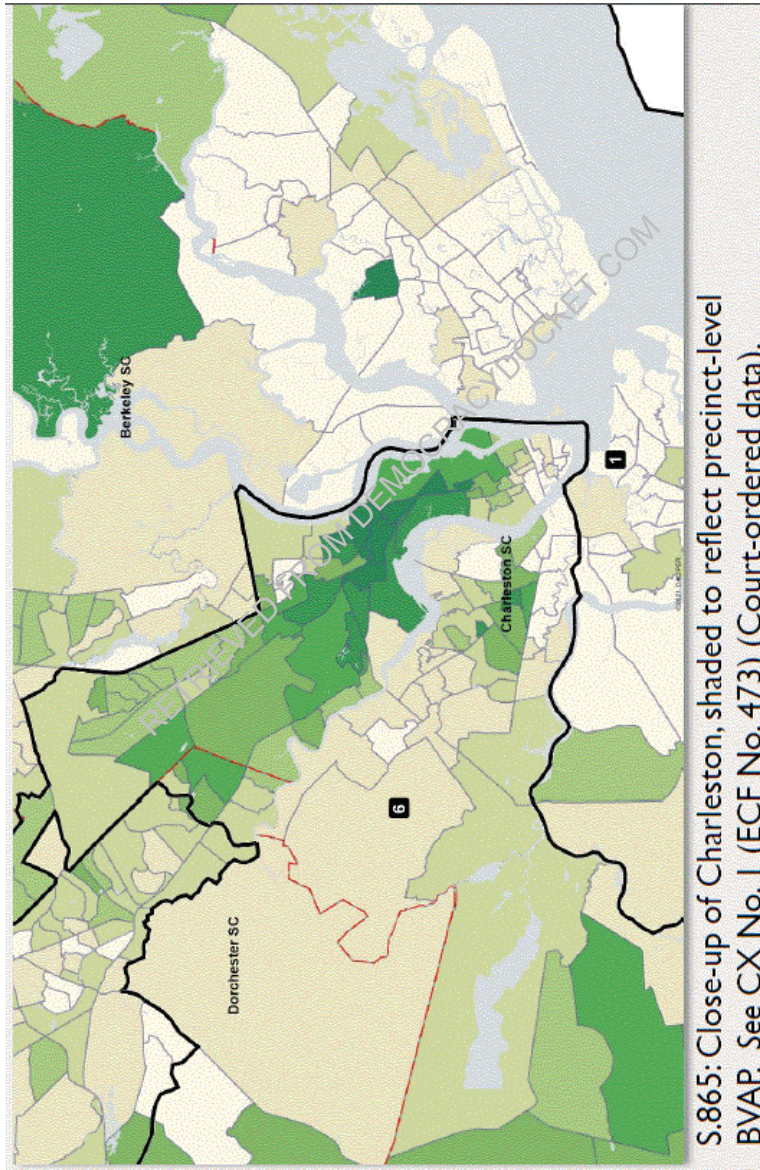 Berkeley SC
Dorchester SC
Charleston SC
6
1
RETRIEVED FROM DEMOCRACYDOCKET COM
S.865: Close-up of Charleston, shaded to reflect precinct-level
BVAP. See CX No. 1 (ECF No. 473) (Court-ordered data).